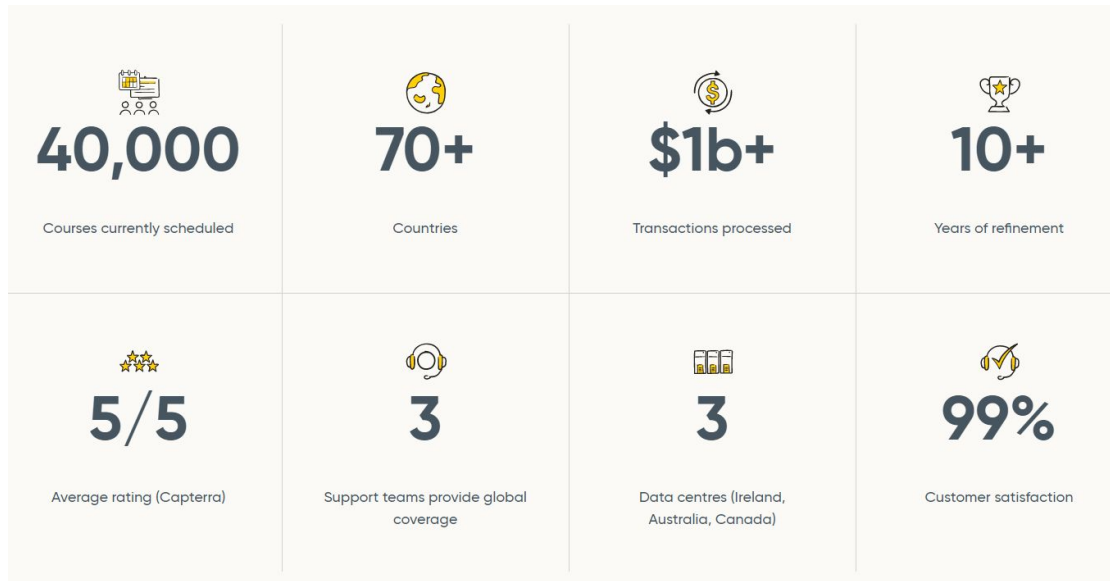 40,000
Courses currently scheduled
70+
Countries
$1b+
Transactions processed
10+
Years of refinement
5/5
Average rating (Capterra)
3
Support teams provide global
coverage
3
Data centres (Ireland,
Australia, Canada)
99%
Customer satisfaction